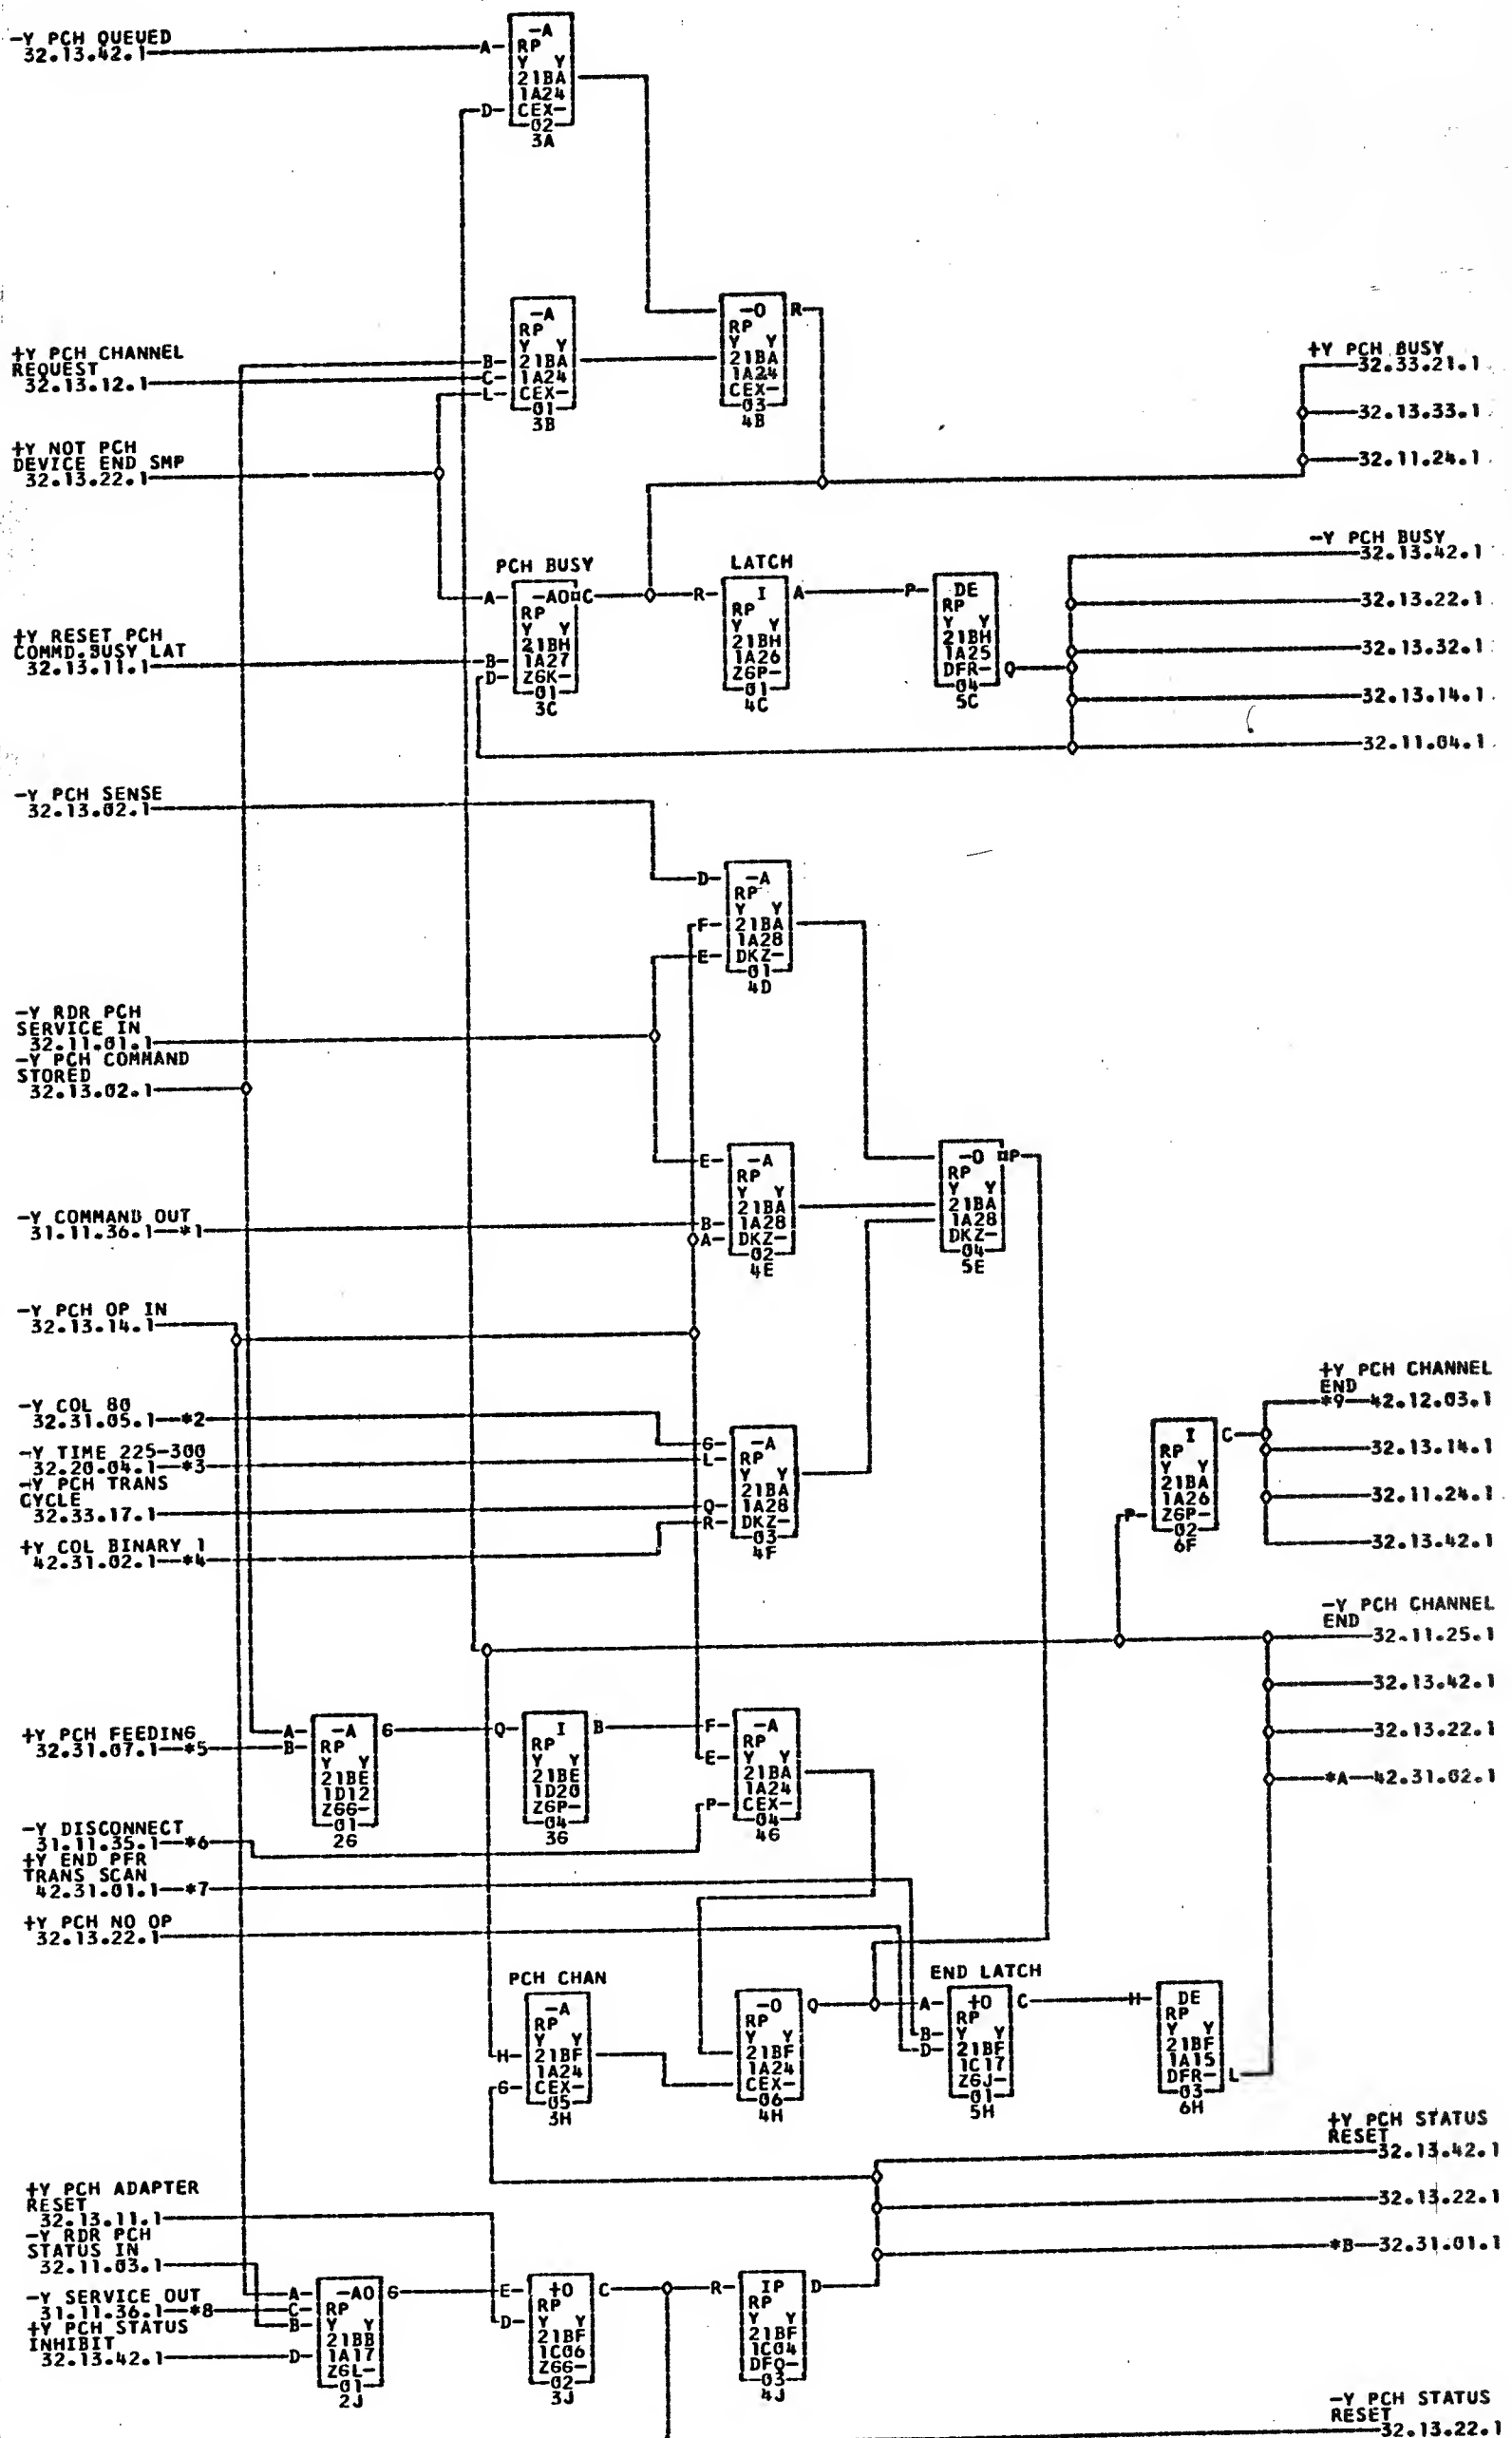 -Y PCH QUEUED
32.13.42.1
A-
-A
RP
Y Y
21BA
1A24
D-
CEX-
02
3A
+Y PCH CHANNEL
REQUEST
32.13.12.1
B-
C-
L-
-A
RP
Y Y
21BA
1A24
CEX-
01
3B
-O
R
RP
Y Y
21BA
1A24
CEX-
03
4B
+Y PCH BUSY
32.33.21.1
32.13.33.1
32.11.24.1
+Y NOT PCH
DEVICE END SMP
32.13.22.1
PCH BUSY
LATCH
A-
-AO
C
RP
Y Y
21BH
1A27
B-
D-
Z6K-
01
3C
R-
I
A
RP
Y Y
21BH
1A26
Z6P-
01
4C
P-
DE
RP
Y Y
21BH
1A25
DFR-
Q
04
5C
-Y PCH BUSY
32.13.42.1
32.13.22.1
32.13.32.1
32.13.14.1
32.11.04.1
+Y RESET PCH
COMMD.BUSY LAT
32.13.11.1
-Y PCH SENSE
32.13.02.1
D-
F-
E-
-A
RP
Y Y
21BA
1A28
DKZ-
01
4D
-Y RDR PCH
SERVICE IN
32.11.01.1
-Y PCH COMMAND
STORED
32.13.02.1
E-
B-
A-
-A
RP
Y Y
21BA
1A28
DKZ-
02
4E
-O
P
RP
Y Y
21BA
1A28
DKZ-
04
5E
-Y COMMAND OUT
31.11.36.1—*1
-Y PCH OP IN
32.13.14.1
-Y COL 80
32.31.05.1—*2
-Y TIME 225-300
32.20.04.1—*3
-Y PCH TRANS
CYCLE
32.33.17.1
+Y COL BINARY 1
42.31.02.1—*4
G-
L-
Q-
R-
-A
RP
Y Y
21BA
1A28
DKZ-
03
4F
P-
I
C
RP
Y Y
21BA
1A26
Z6P-
02
6F
+Y PCH CHANNEL
END
*9—42.12.03.1
32.13.14.1
32.11.24.1
32.13.42.1
-Y PCH CHANNEL
END
32.11.25.1
32.13.42.1
32.13.22.1
*A—42.31.02.1
+Y PCH FEEDING
32.31.07.1—*5
A-
B-
-A
G
RP
Y Y
21BE
1D12
Z6G-
01
2G
Q-
I
B
RP
Y Y
21BE
1D20
Z6P-
04
3G
F-
E-
P-
-A
RP
Y Y
21BA
1A24
CEX-
04
4G
-Y DISCONNECT
31.11.35.1—*6
+Y END PFR
TRANS SCAN
42.31.01.1—*7
+Y PCH NO OP
32.13.22.1
PCH CHAN
END LATCH
H-
G-
-A
RP
Y Y
21BF
1A24
CEX-
05
3H
-O
Q
RP
Y Y
21BF
1A24
CEX-
06
4H
A-
B-
D-
+O
C
RP
Y Y
21BF
1C17
Z6J-
01
5H
H-
DE
RP
Y Y
21BF
1A15
DFR-
L
03
6H
+Y PCH STATUS
RESET
32.13.42.1
32.13.22.1
*B—32.31.01.1
+Y PCH ADAPTER
RESET
32.13.11.1
-Y RDR PCH
STATUS IN
32.11.03.1
-Y SERVICE OUT
31.11.36.1—*8
+Y PCH STATUS
INHIBIT
32.13.42.1
A-
C-
B-
D-
-AO
G
RP
Y Y
21BB
1A17
Z6L-
01
2J
E-
D-
+O
C
RP
Y Y
21BF
1C06
Z6G-
02
3J
R-
IP
D
RP
Y Y
21BF
1C04
DFQ-
03
4J
-Y PCH STATUS
RESET
32.13.22.1